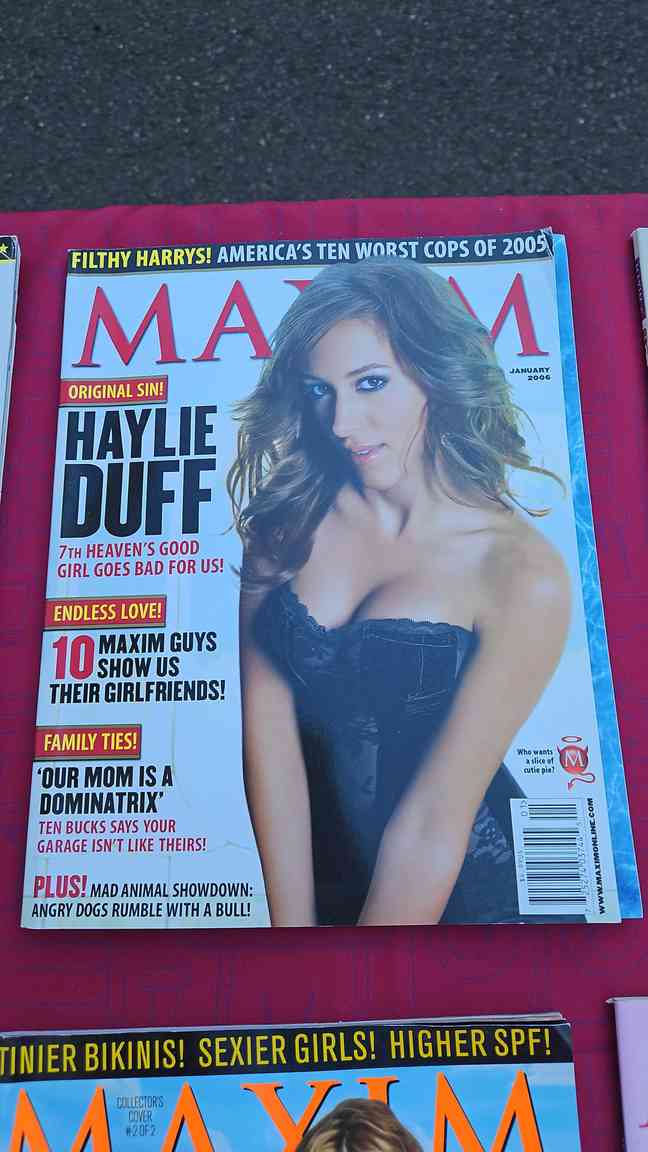 FILTHY HARRYS! AMERICA'S TEN WORST COPS OF 2005
MAXIM
JANUARY
2006
ORIGINAL SIN!
HAYLIE
DUFF
7TH HEAVEN'S GOOD
GIRL GOES BAD FOR US!
ENDLESS LOVE!
10 MAXIM GUYS
SHOW US
THEIR GIRLFRIENDS!
FAMILY TIES!
'OUR MOM IS A
DOMINATRIX'
TEN BUCKS SAYS YOUR
GARAGE ISN'T LIKE THEIRS!
PLUS! MAD ANIMAL SHOWDOWN:
ANGRY DOGS RUMBLE WITH A BULL!
Who wants
a slice of
cutie pie?
M
01
WWW.MAXIMONLINE.COM
TINIER BIKINIS! SEXIER GIRLS! HIGHER SPF!
MAXIM
COLLECTOR'S
COVER
#2 OF 2